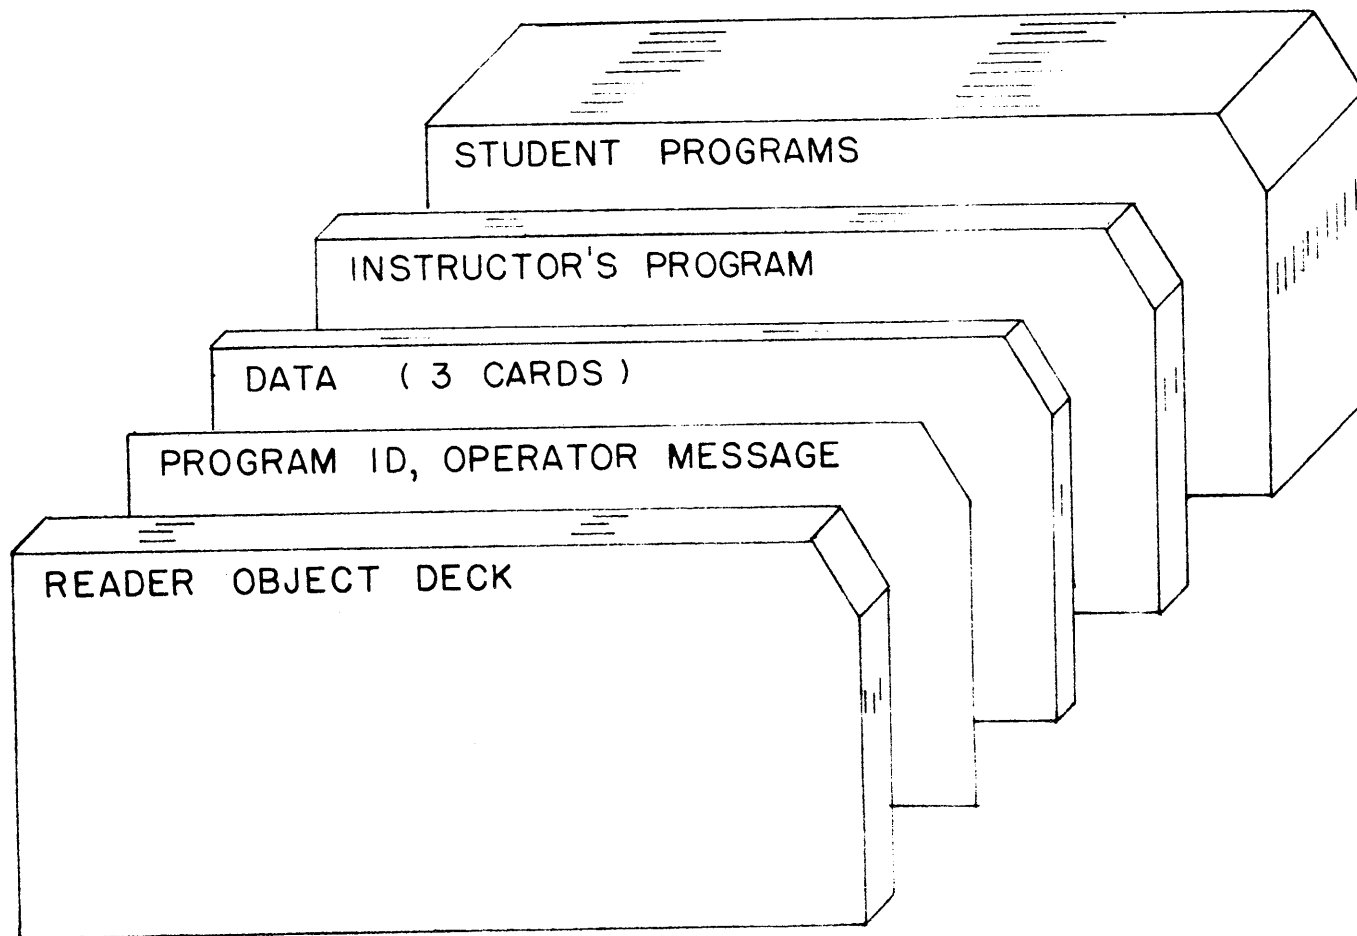 STUDENT PROGRAMS
INSTRUCTOR'S PROGRAM
DATA ( 3 CARDS )
PROGRAM ID, OPERATOR MESSAGE
READER OBJECT DECK